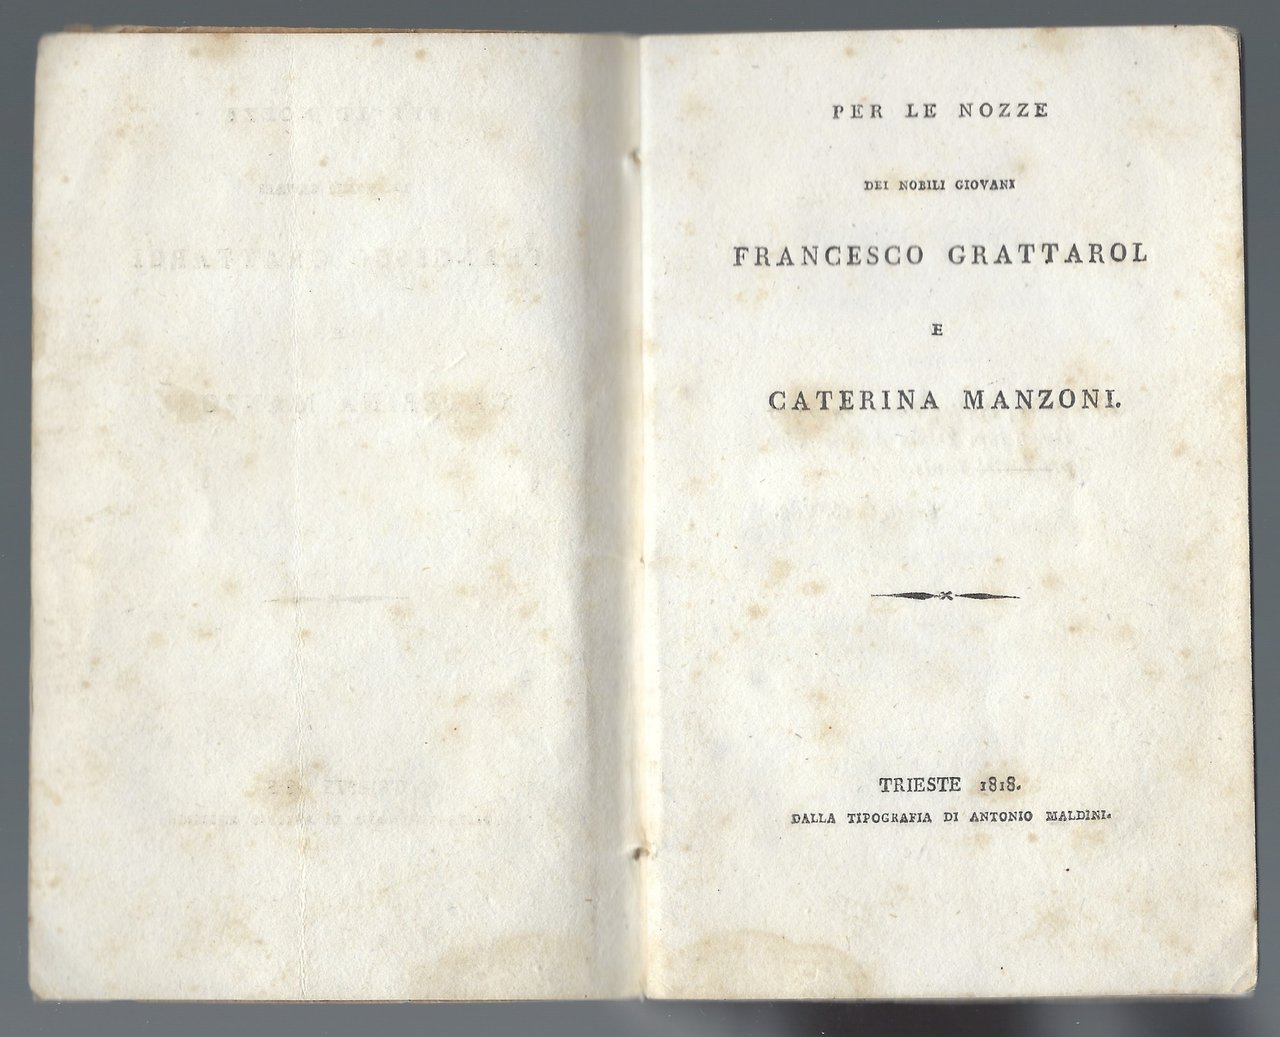 PER LE NOZZE
DEI NOBILI GIOVANI
FRANCESCO GRATTAROL
E
CATERINA MANZONI.
TRIESTE 1818.
DALLA TIPOGRAFIA DI ANTONIO MALDINI.